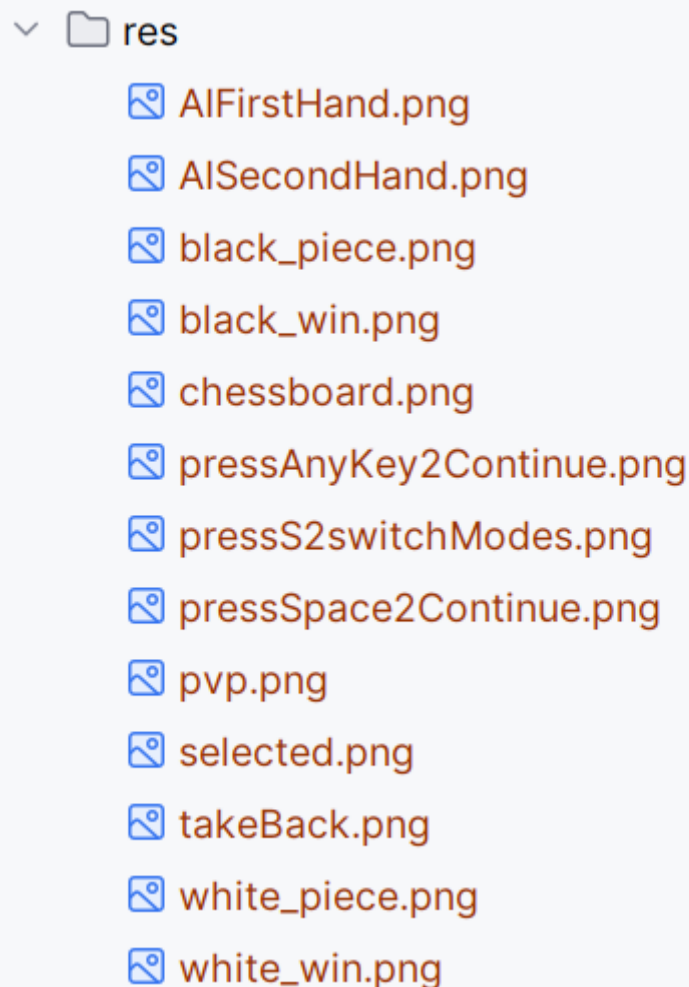 res
AIFirstHand.png
AISecondHand.png
black_piece.png
black_win.png
chessboard.png
pressAnyKey2Continue.png
pressS2switchModes.png
pressSpace2Continue.png
pvp.png
selected.png
takeBack.png
white_piece.png
white_win.png